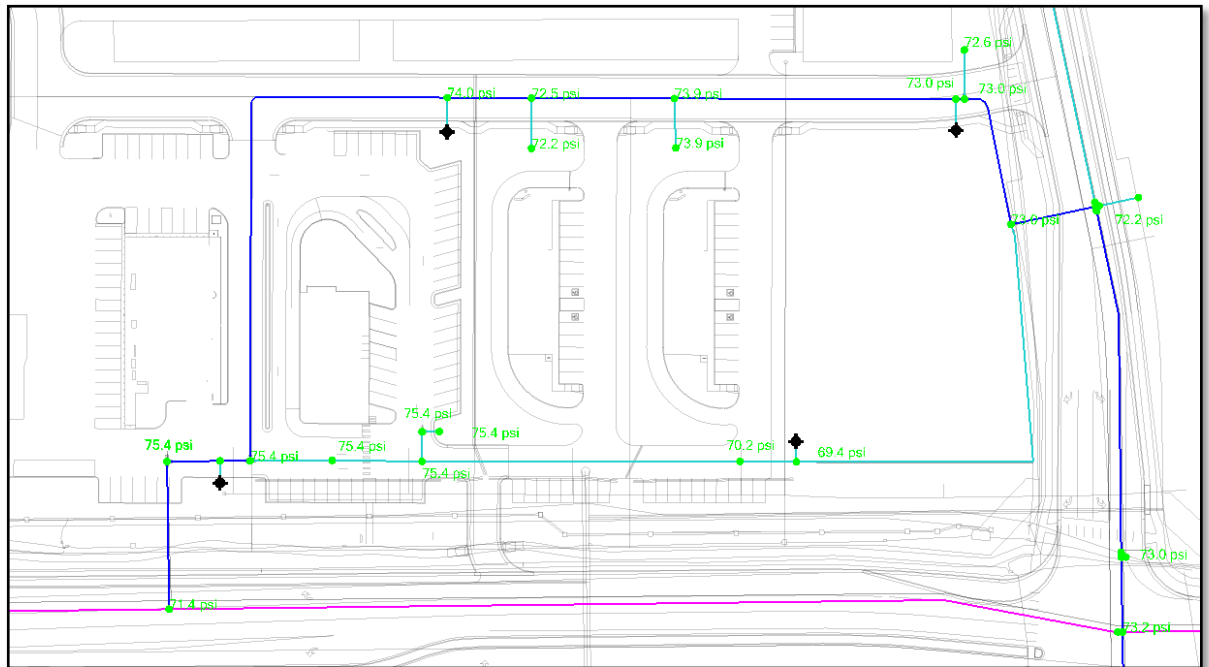 72.6 psi
73.0 psi
73.0 psi
74.0 psi
72.5 psi
73.9 psi
72.2 psi
73.9 psi
72.2 psi
73.0 psi
75.4 psi
75.4 psi
75.4 psi
75.4 psi
75.4 psi
75.4 psi
70.2 psi
69.4 psi
73.0 psi
71.4 psi
73.2 psi